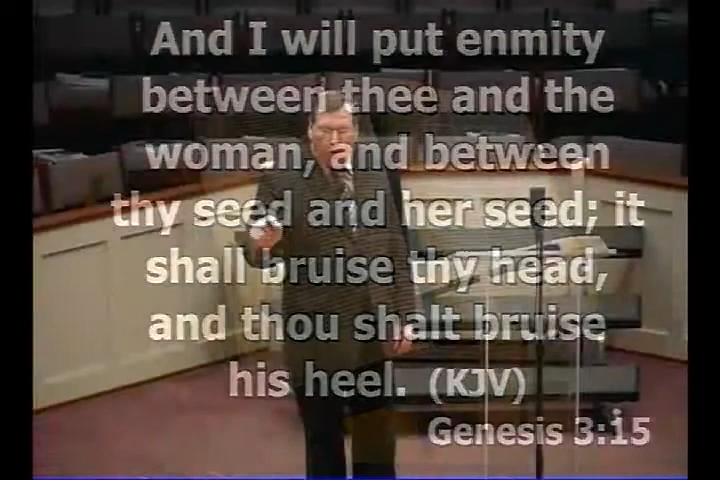 And I will put enmity
between thee and the
woman, and between
thy seed and her seed; it
shall bruise thy head,
and thou shalt bruise
his heel. (KJV)
Genesis 3:15